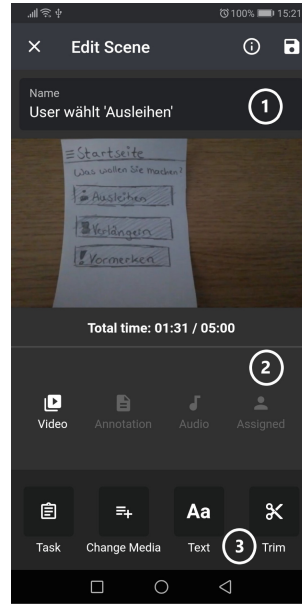 100% 15:21
Edit Scene
Name
User wählt 'Ausleihen'
1
Startseite
Was wollen Sie machen?
Ausleihen
Verlängern
Vormerken
Total time: 01:31 / 05:00
2
Video Annotation Audio Assigned
Aa
Task Change Media Text 3 Trim